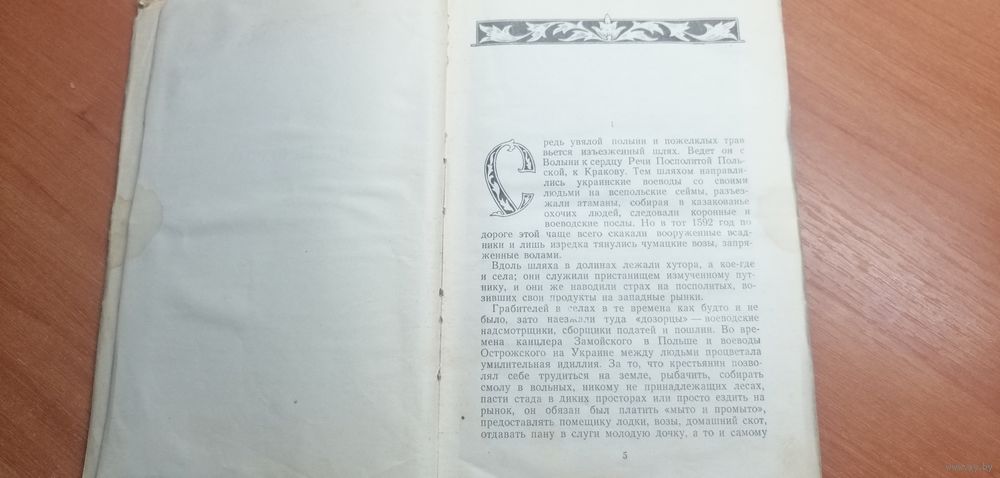 1
Средь увялой полыни и пожелклых трав
вьется изъезженный шлях. Ведет он с
Волыни к сердцу Речи Посполитой Поль-
ской, к Кракову. Тем шляхом направля-
лись украинские воеводы со своими
людьми на всепольские сеймы, разъез-
жали атаманы, собирая в казакованье
охочих людей, следовали коронные и
воеводские послы. Но в тот 1592 год по
дороге этой чаще всего скакали вооруженные всад-
ники и лишь изредка тянулись чумацкие возы, запря-
женные волами.
Вдоль шляха в долинах лежали хутора, а кое-где
и села; они служили пристанищем измученному пут-
нику, и они же наводили страх на посполитых, во-
зивших свои продукты на западные рынки.
Грабителей в селах в те времена как будто и не
было, зато наезжали туда «дозорцы» — воеводские
надсмотрщики, сборщики податей и пошлин. Во вре-
мена канцлера Замойского в Польше и воеводы
Острожского на Украине между людьми процветала
умилительная идиллия. За то, что крестьянин позво-
лял себе трудиться на земле, рыбачить, собирать
смолу в вольных, никому не принадлежащих лесах,
пасти стада в диких просторах или просто ездить на
рынок, он обязан был платить «мыто и промыто»,
предоставлять помещику лодки, возы, домашний скот,
отдавать пану в слуги молодую дочку, а то и самому
5
www.ay.by